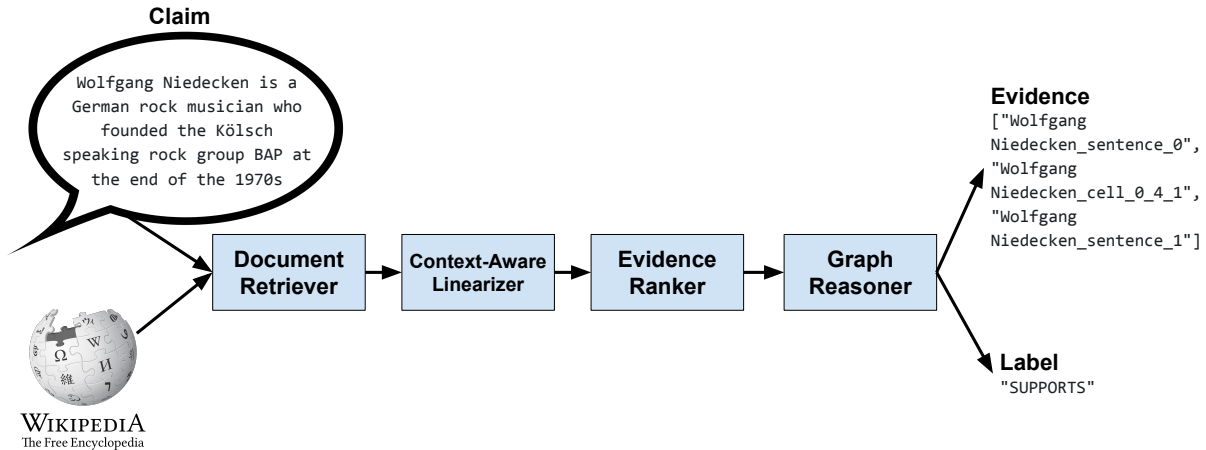 Claim
Wolfgang Niedecken is a
German rock musician who
founded the Kölsch
speaking rock group BAP at
the end of the 1970s
Document
Retriever
Context-Aware
Linearizer
Evidence
Ranker
Graph
Reasoner
Evidence
["Wolfgang
Niedecken_sentence_0",
"Wolfgang
Niedecken_cell_0_4_1",
"Wolfgang
Niedecken_sentence_1"]
Label
"SUPPORTS"
Ω
W
И
維
WIKIPEDIA
The Free Encyclopedia